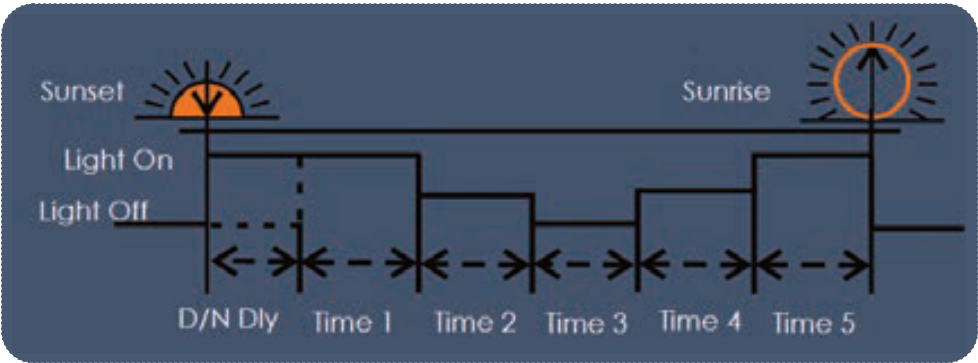 Sunset
Sunrise
Light On
Light Off
D/N Dly Time 1 Time 2 Time 3 Time 4 Time 5